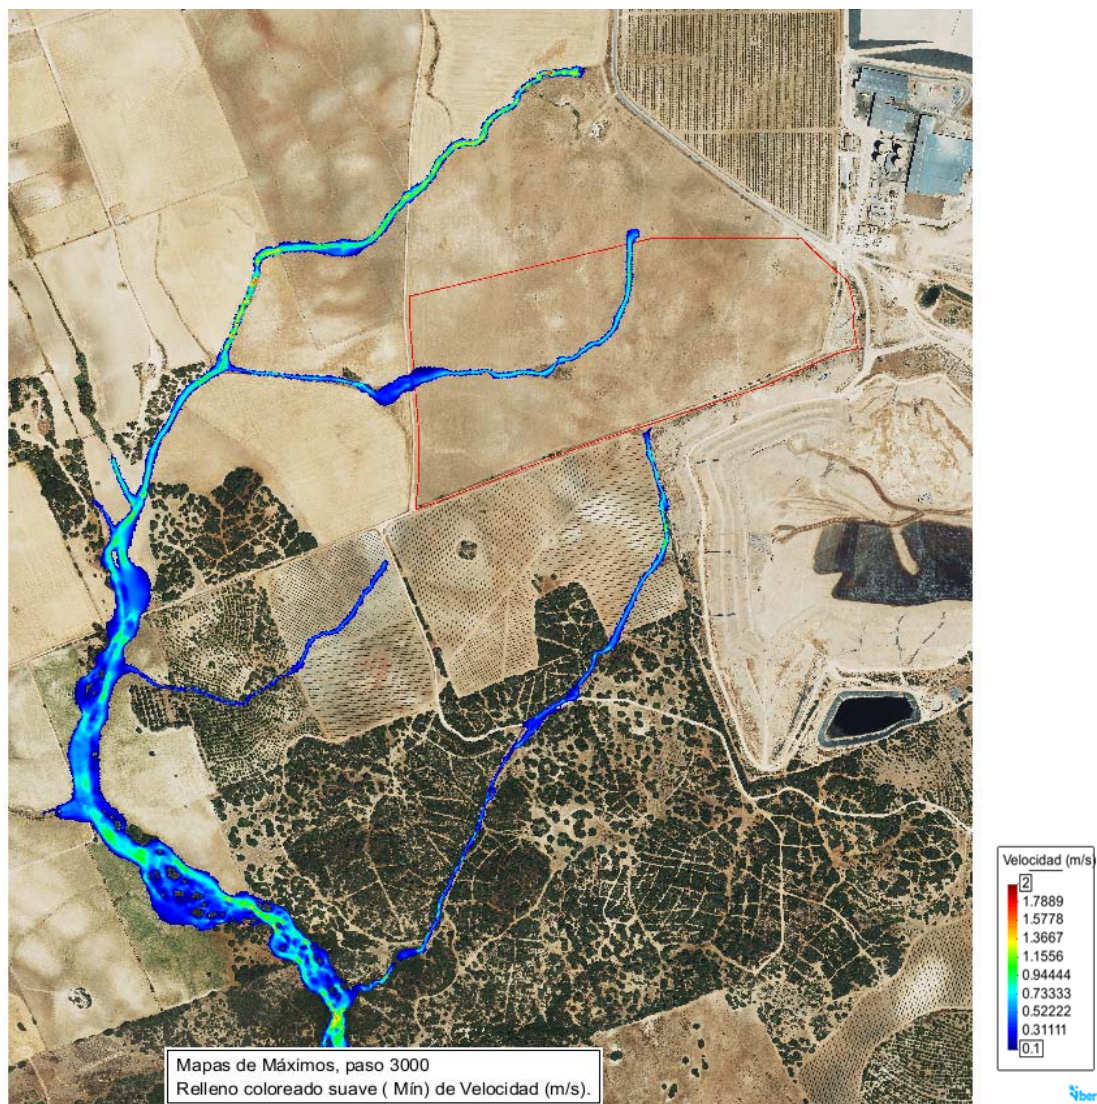 Velocidad (m/s)
2
1.7889
1.5778
1.3667
1.1556
0.94444
0.73333
0.52222
0.31111
0.1
Mapas de Máximos, paso 3000
Relleno coloreado suave ( Mín) de Velocidad (m/s).
iber